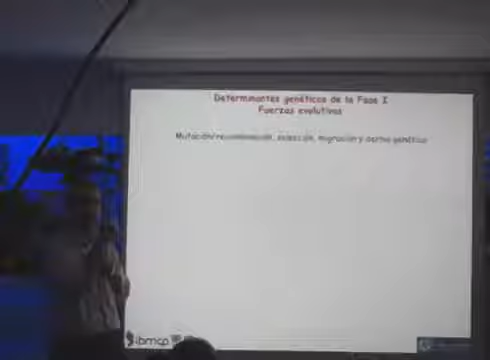 Determinantes genéticos de la Fase I
Fuerzas evolutivas
Mutación/recombinación, selección, migración y deriva genética
ibmcp